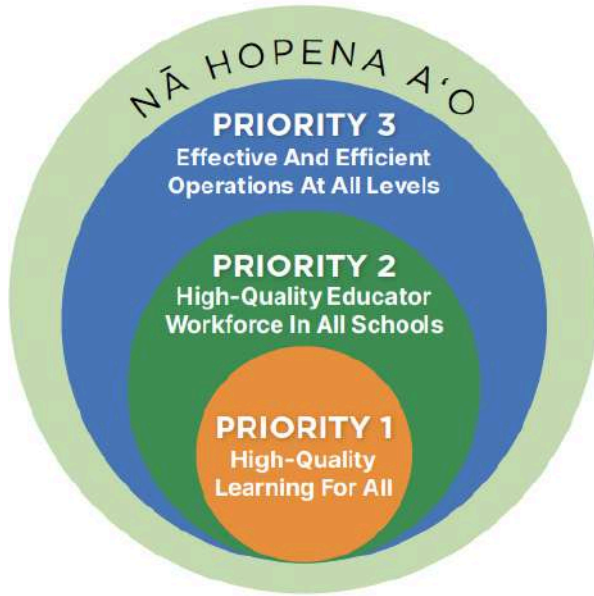 NĀ HOPENA AʻO
PRIORITY 3
Effective And Efficient
Operations At All Levels
PRIORITY 2
High-Quality Educator
Workforce In All Schools
PRIORITY 1
High-Quality
Learning For All